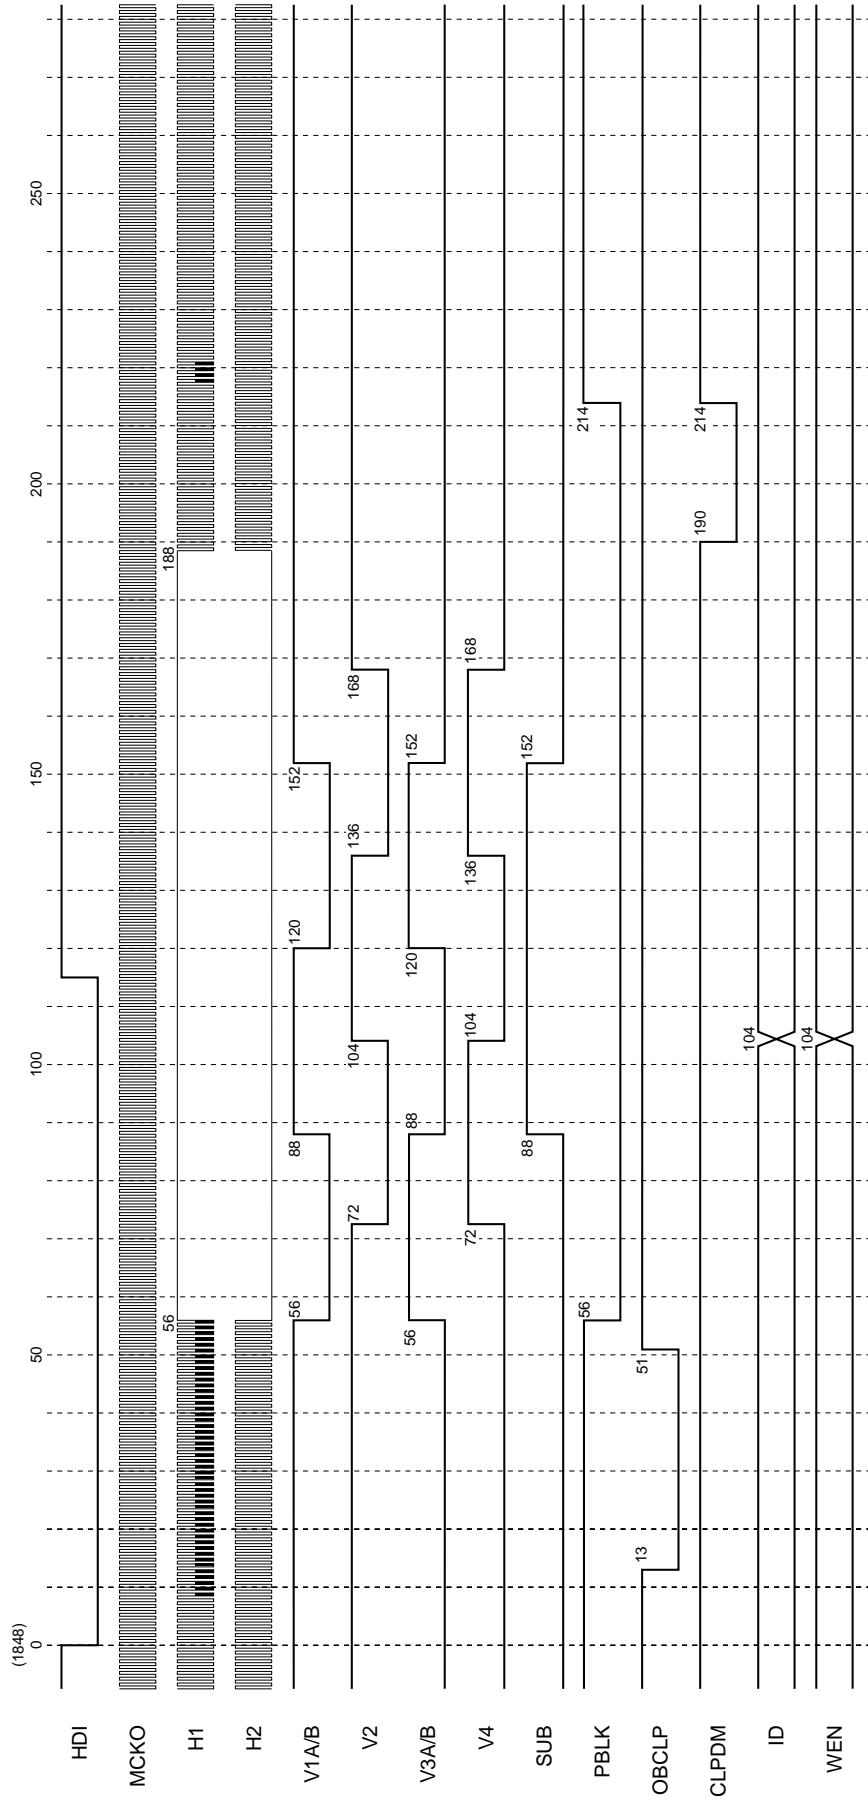 (1848)
0
50
100
150
200
250
HDI
MCKO
H1
56
188
H2
V1A/B
56
88
120
152
V2
72
104
136
168
V3A/B
56
88
120
152
V4
72
104
136
168
SUB
88
152
PBLK
56
214
OBCLP
13
51
CLPDM
190
214
ID
104
WEN
104